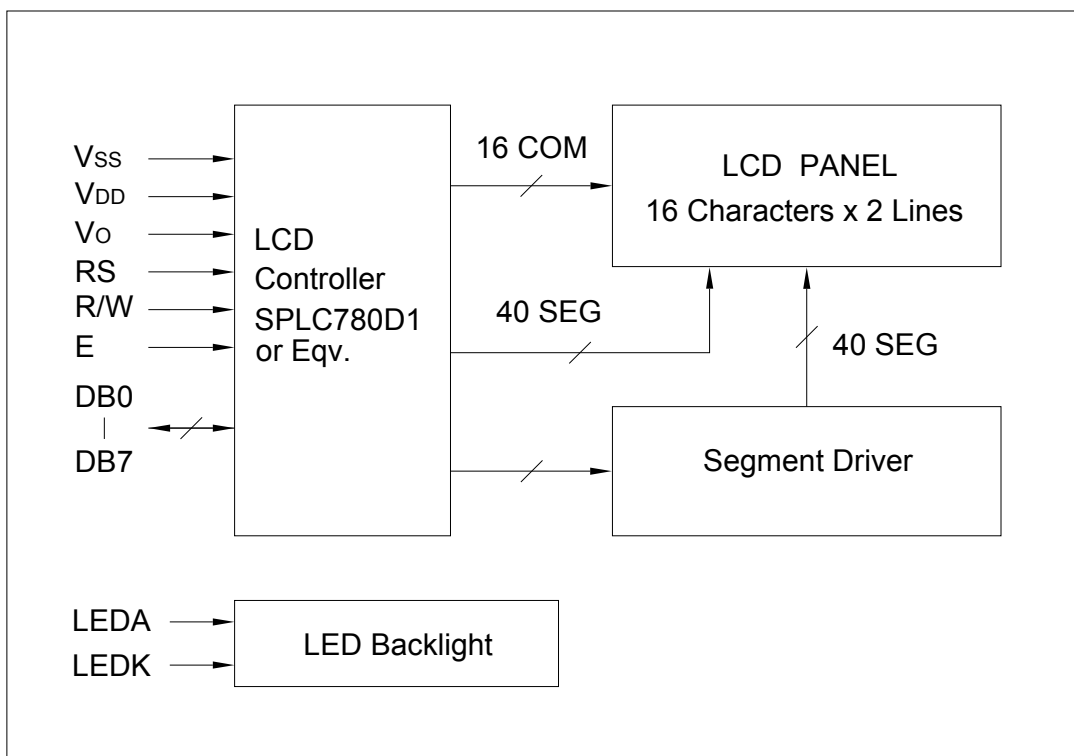 VSS
VDD
VO
RS
R/W
E
DB0
DB7
LCD
Controller
SPLC780D1
or Eqv.
16 COM
40 SEG
LCD PANEL
16 Characters x 2 Lines
40 SEG
Segment Driver
LEDA
LEDK
LED Backlight